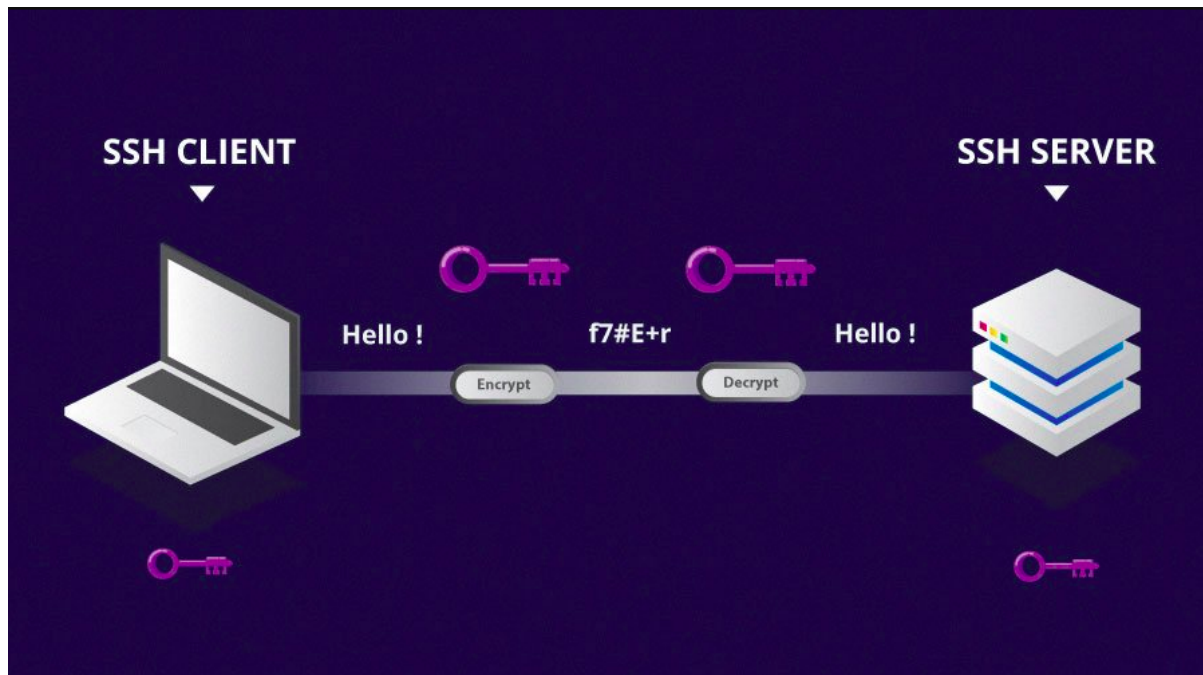 SSH CLIENT
SSH SERVER
Hello !
f7#E+r
Hello !
Encrypt
Decrypt